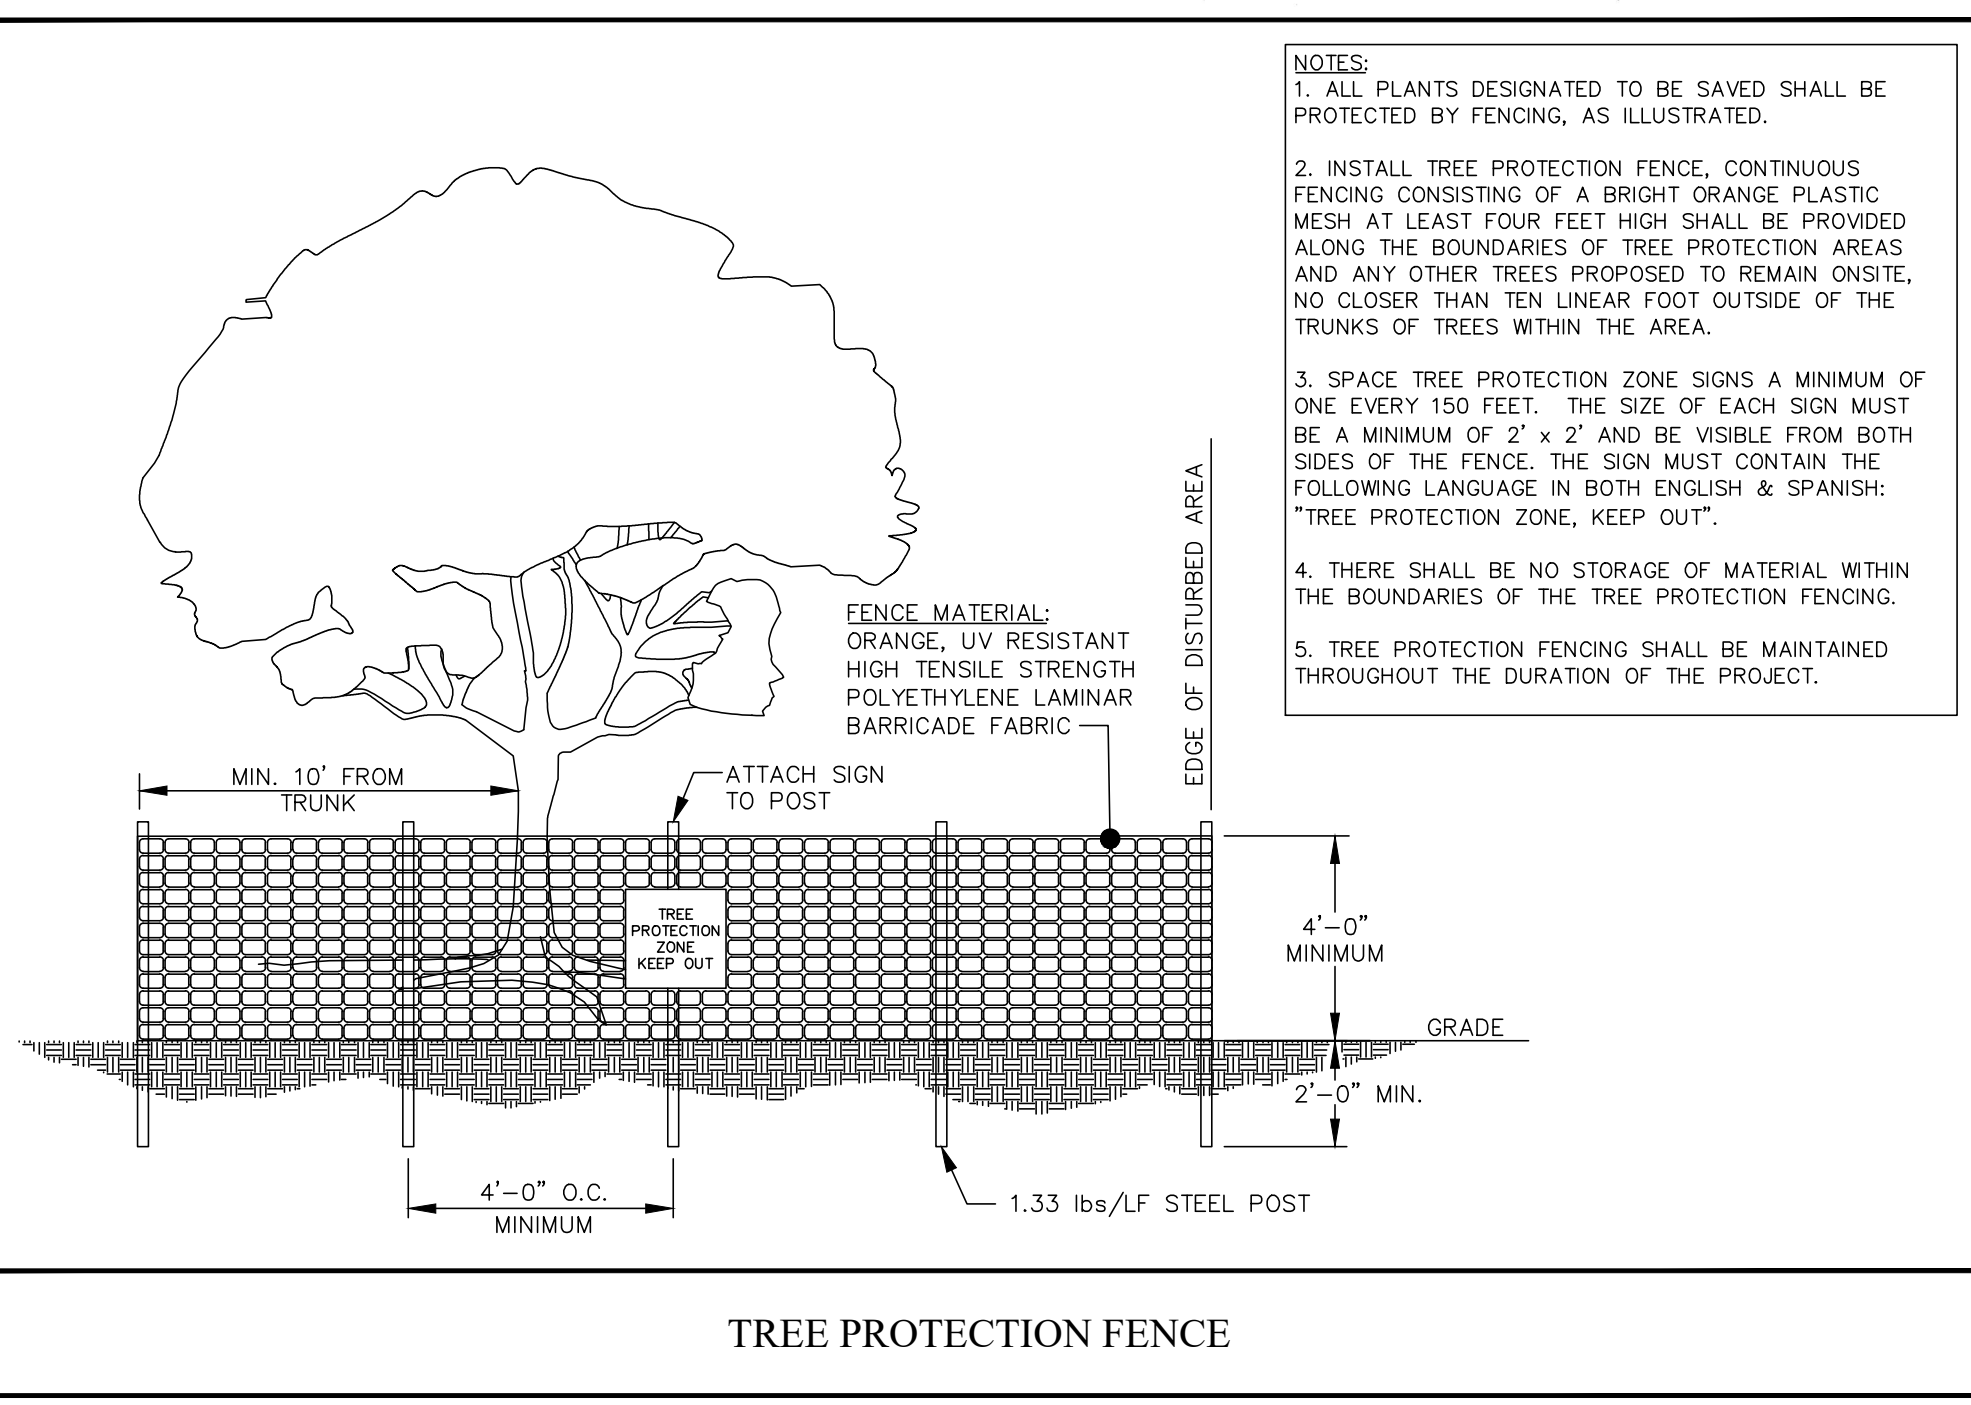 NOTES:
1. ALL PLANTS DESIGNATED TO BE SAVED SHALL BE
PROTECTED BY FENCING, AS ILLUSTRATED.
2. INSTALL TREE PROTECTION FENCE, CONTINUOUS
FENCING CONSISTING OF A BRIGHT ORANGE PLASTIC
MESH AT LEAST FOUR FEET HIGH SHALL BE PROVIDED
ALONG THE BOUNDARIES OF TREE PROTECTION AREAS
AND ANY OTHER TREES PROPOSED TO REMAIN ONSITE,
NO CLOSER THAN TEN LINEAR FOOT OUTSIDE OF THE
TRUNKS OF TREES WITHIN THE AREA.
3. SPACE TREE PROTECTION ZONE SIGNS A MINIMUM OF
ONE EVERY 150 FEET. THE SIZE OF EACH SIGN MUST
BE A MINIMUM OF 2' x 2' AND BE VISIBLE FROM BOTH
SIDES OF THE FENCE. THE SIGN MUST CONTAIN THE
FOLLOWING LANGUAGE IN BOTH ENGLISH & SPANISH:
"TREE PROTECTION ZONE, KEEP OUT".
4. THERE SHALL BE NO STORAGE OF MATERIAL WITHIN
THE BOUNDARIES OF THE TREE PROTECTION FENCING.
5. TREE PROTECTION FENCING SHALL BE MAINTAINED
THROUGHOUT THE DURATION OF THE PROJECT.
EDGE OF DISTURBED AREA
FENCE MATERIAL:
ORANGE, UV RESISTANT
HIGH TENSILE STRENGTH
POLYETHYLENE LAMINAR
BARRICADE FABRIC
MIN. 10' FROM
TRUNK
ATTACH SIGN
TO POST
TREE
PROTECTION
ZONE
KEEP OUT
4'-0"
MINIMUM
GRADE
2'-0" MIN.
4'-0" O.C.
MINIMUM
1.33 lbs/LF STEEL POST
TREE PROTECTION FENCE